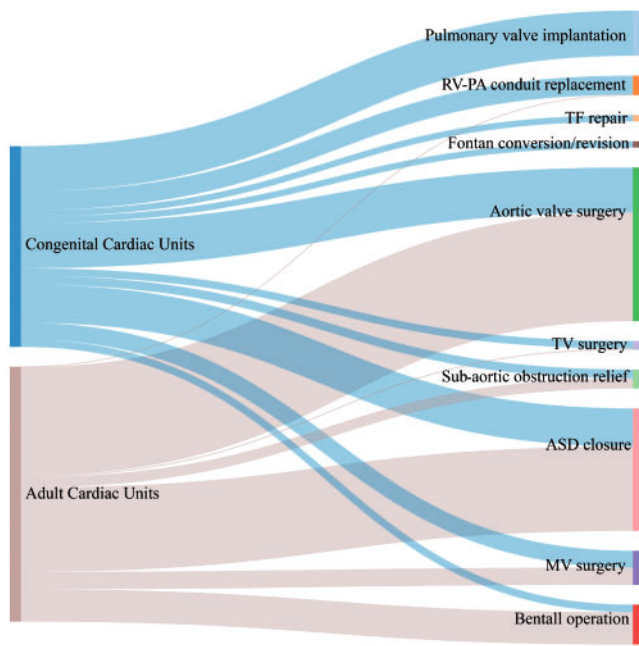 Pulmonary valve implantation
RV-PA conduit replacement
TF repair
Fontan conversion/revision
Aortic valve surgery
Congenital Cardiac Units
TV surgery
Sub-aortic obstruction relief
ASD closure
Adult Cardiac Units
MV surgery
Bentall operation